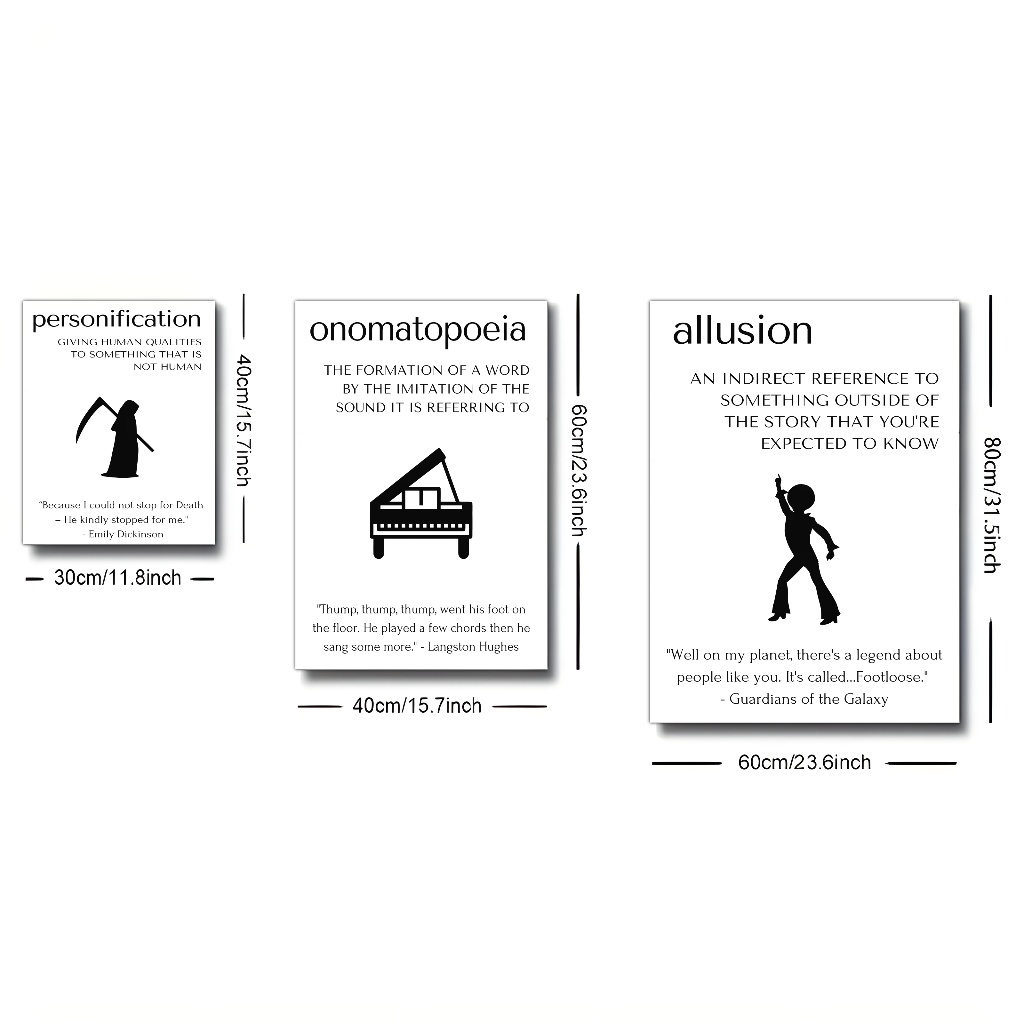 personification
GIVING HUMAN QUALITIES
TO SOMETHING THAT IS
NOT HUMAN
"Because I could not stop for Death
– He kindly stopped for me."
- Emily Dickinson
40cm/15.7inch
30cm/11.8inch
onomatopoeia
THE FORMATION OF A WORD
BY THE IMITATION OF THE
SOUND IT IS REFERRING TO
"Thump, thump, thump, went his foot on
the floor. He played a few chords then he
sang some more." - Langston Hughes
60cm/23.6inch
40cm/15.7inch
allusion
AN INDIRECT REFERENCE TO
SOMETHING OUTSIDE OF
THE STORY THAT YOU'RE
EXPECTED TO KNOW
"Well on my planet, there's a legend about
people like you. It's called...Footloose."
- Guardians of the Galaxy
80cm/31.5inch
60cm/23.6inch